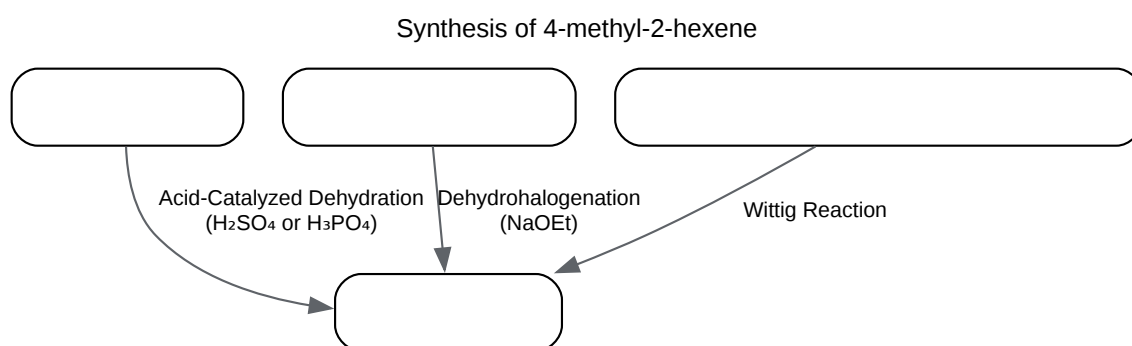 Synthesis of 4-methyl-2-hexene
Acid-Catalyzed Dehydration
(H₂SO₄ or H₃PO₄)
Dehydrohalogenation
(NaOEt)
Wittig Reaction